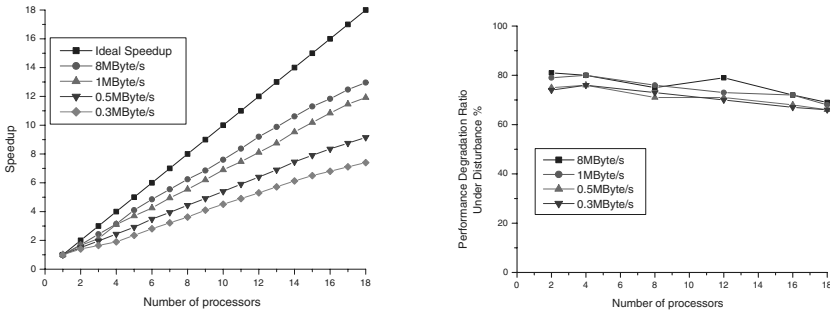 18
16
14
12
10
8
6
4
2
0
Speedup
Ideal Speedup
8MByte/s
1MByte/s
0.5MByte/s
0.3MByte/s
0 2 4 6 8 10 12 14 16 18
Number of processors
100
80
60
40
20
0
Performance Degradation Ratio
Under Disturbance %
8MByte/s
1MByte/s
0.5MByte/s
0.3MByte/s
0 2 4 6 8 10 12 14 16 18
Number of processors